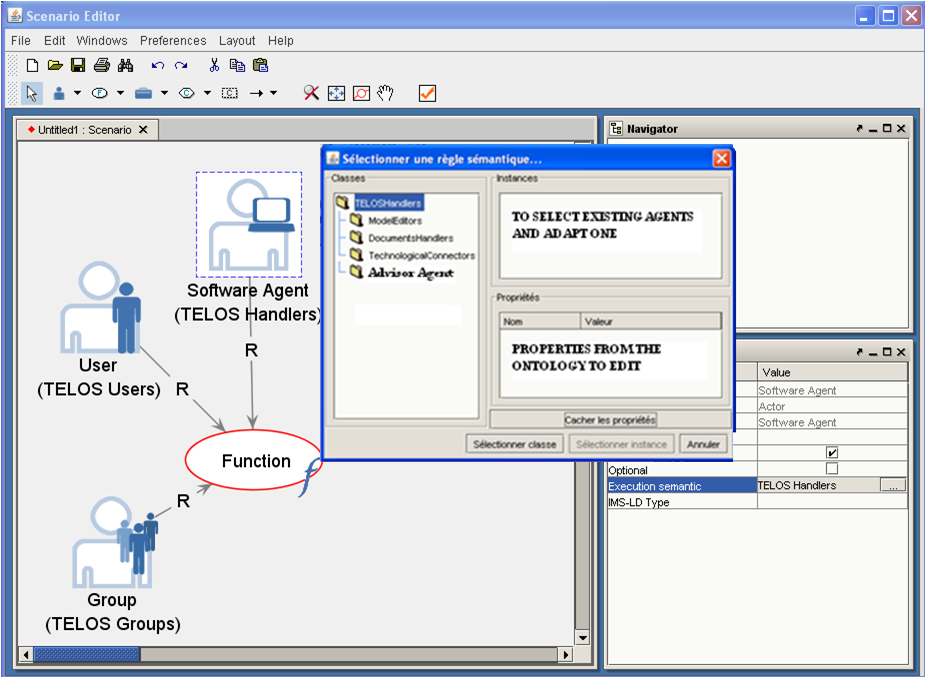 Scenario Editor
File Edit Windows Preferences Layout Help
F
C
C
Untitled1 : Scenario
Software Agent
(TELOS Handlers)
R
User
(TELOS Users)
R
Function
f
R
Group
(TELOS Groups)
Sélectionner une règle sémantique...
Classes
TELOSHandlers
ModelEditors
DocumentsHandlers
TechnologicalConnectors
Advisor Agent
Instances
TO SELECT EXISTING AGENTS
AND ADAPT ONE
Propriétés
Nom Valeur
PROPERTIES FROM THE
ONTOLOGY TO EDIT
Cacher les propriétés
Sélectionner classe Sélectionner instance Annuler
Navigator
Value
Software Agent
Actor
Software Agent
Optional
Execution semantic TELOS Handlers ...
IMS-LD Type